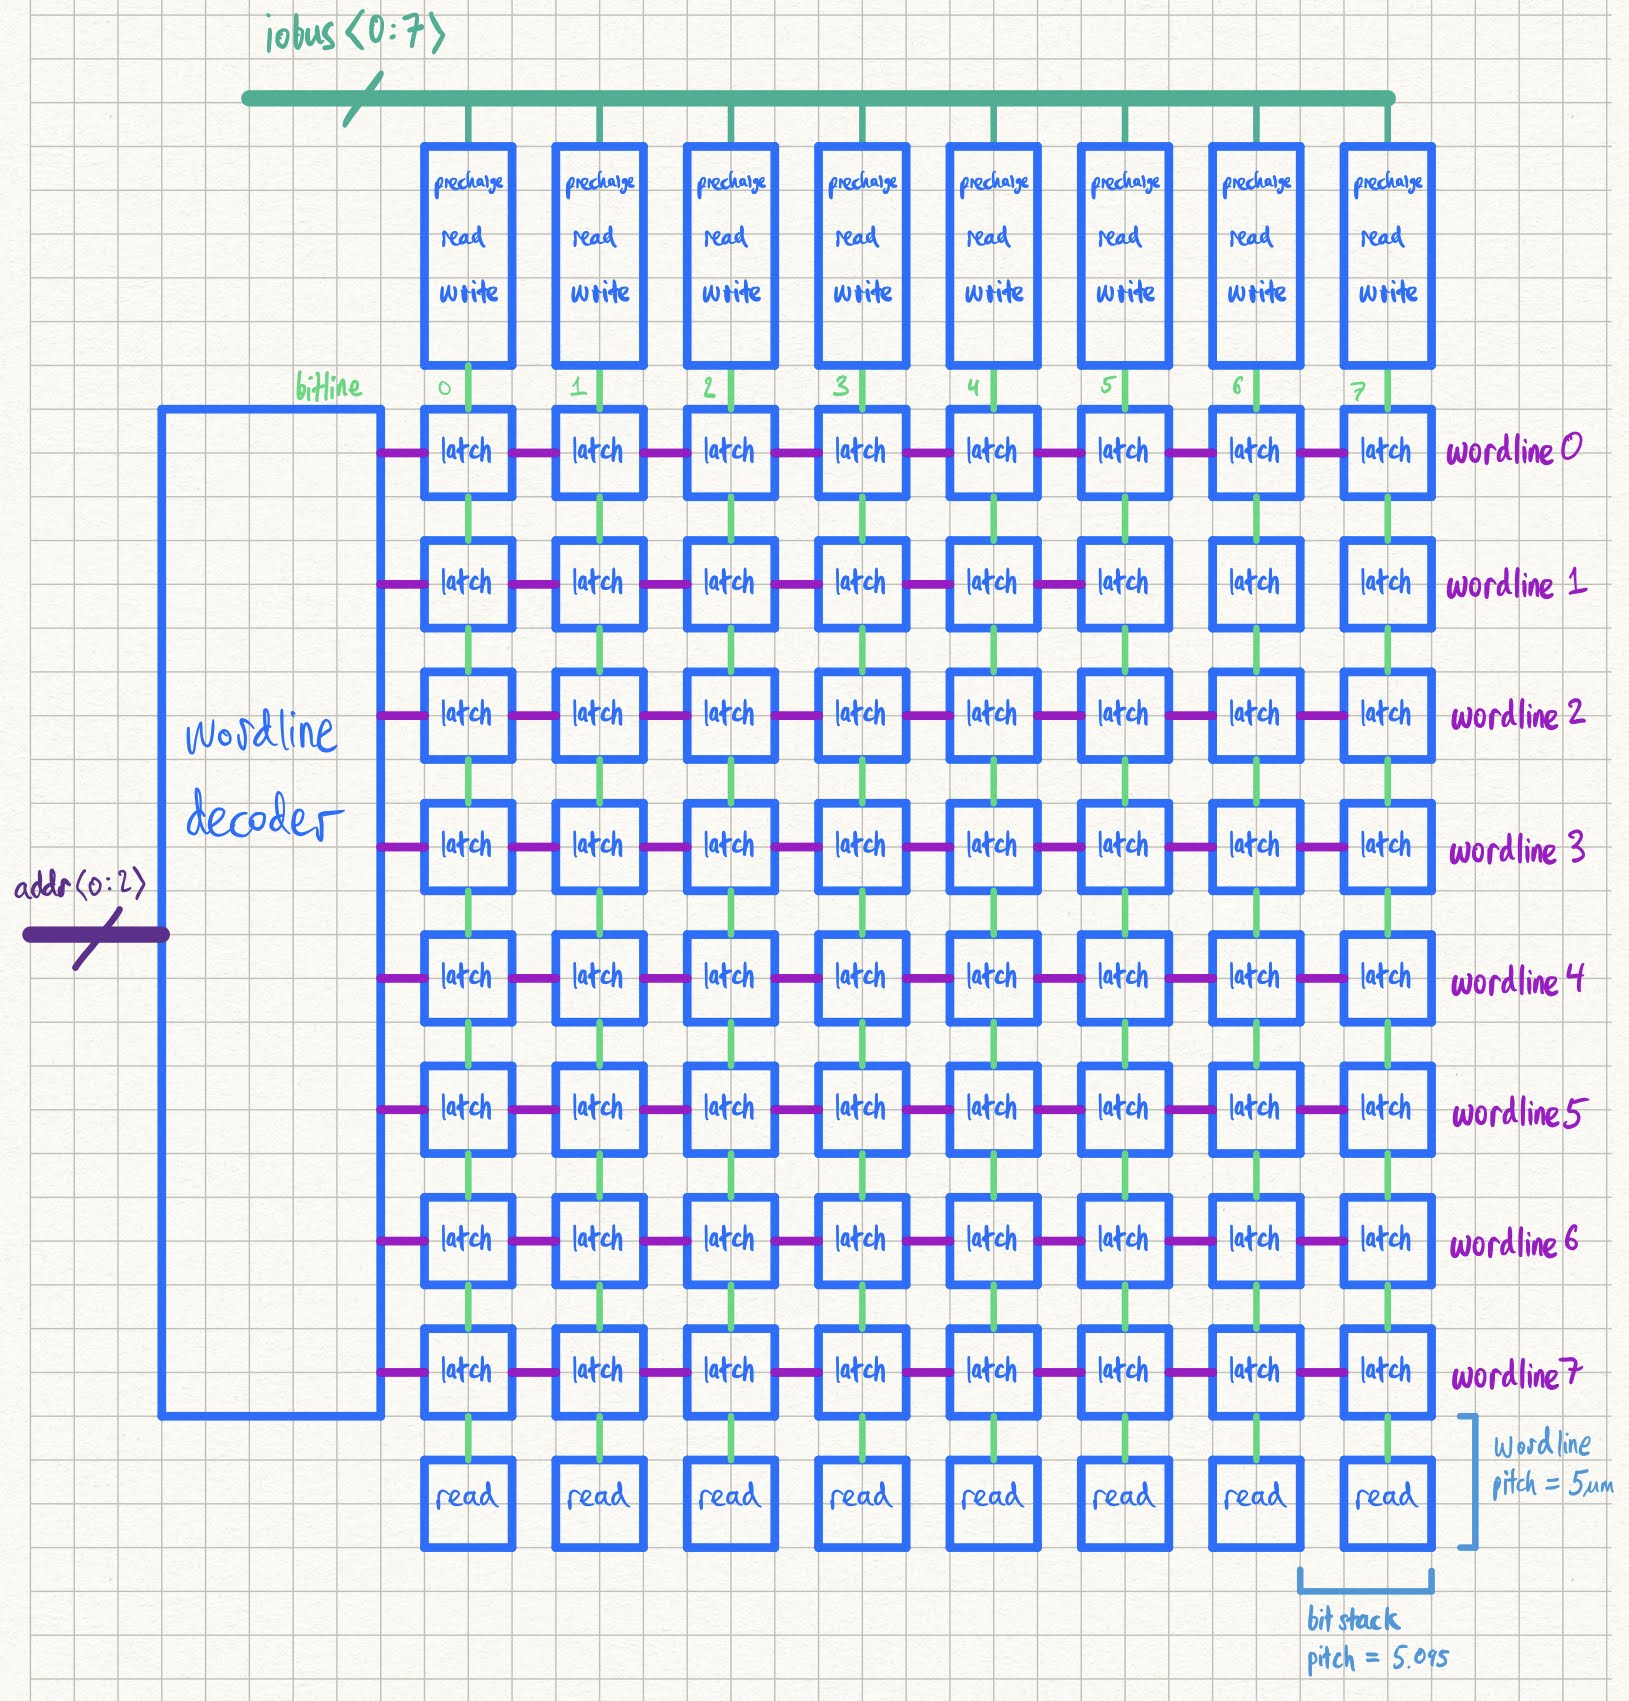 iobus <0:7>
precharge precharge precharge precharge precharge precharge precharge precharge
read read read read read read read read
write write write write write write write write
bitline 0 1 2 3 4 5 6 7
latch latch latch latch latch latch latch latch wordline 0
latch latch latch latch latch latch latch latch wordline 1
latch latch latch latch latch latch latch latch wordline 2
wordline
decoder
latch latch latch latch latch latch latch latch wordline 3
addr <0:2>
latch latch latch latch latch latch latch latch wordline 4
latch latch latch latch latch latch latch latch wordline 5
latch latch latch latch latch latch latch latch wordline 6
latch latch latch latch latch latch latch latch wordline 7
wordline
pitch = 5µm
read read read read read read read read
bit stack
pitch = 5.095